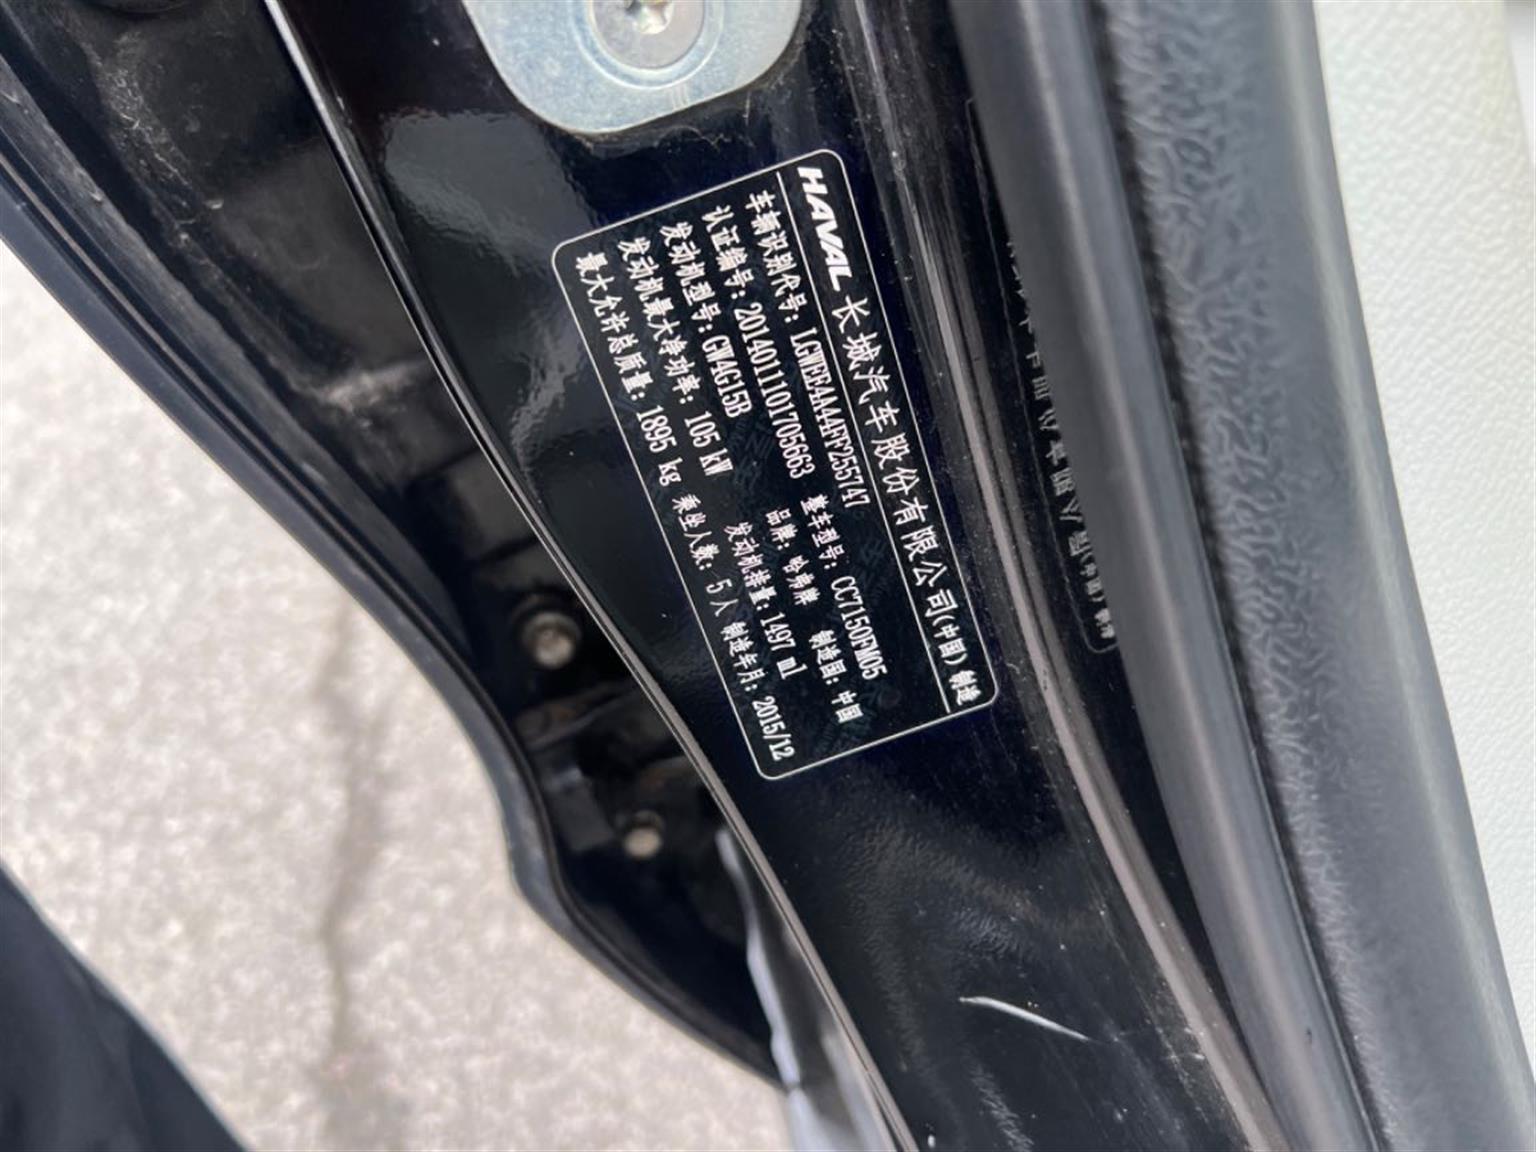 HAVAL 长城汽车股份有限公司(中国)制造
车辆识别代号: LGWEE4A44FF255747 整车型号: CC7150FM05
认证编号: 2014011101705663 品牌: 哈弗牌 制造国: 中国
发动机型号: GW4G15B 发动机排量: 1497 ml
发动机最大净功率: 105 kW
最大允许总质量: 1895 kg 乘坐人数: 5人 制造年月: 2015/12